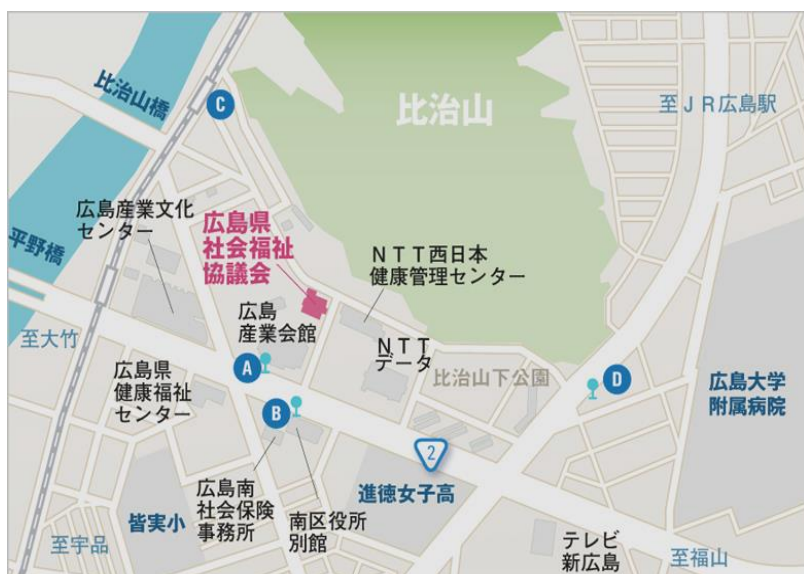 比治山橋
C
比治山
至ＪＲ広島駅
広島産業文化
センター
広島県
社会福祉
協議会
平野橋
ＮＴＴ西日本
健康管理センター
広島
産業会館
至大竹
ＮＴＴ
データ
A
広島県
健康福祉
センター
比治山下公園
D
広島大学
附属病院
B
2
広島南
社会保険
事務所
進徳女子高
南区役所
別館
皆実小
至宇品
テレビ
新広島
至福山